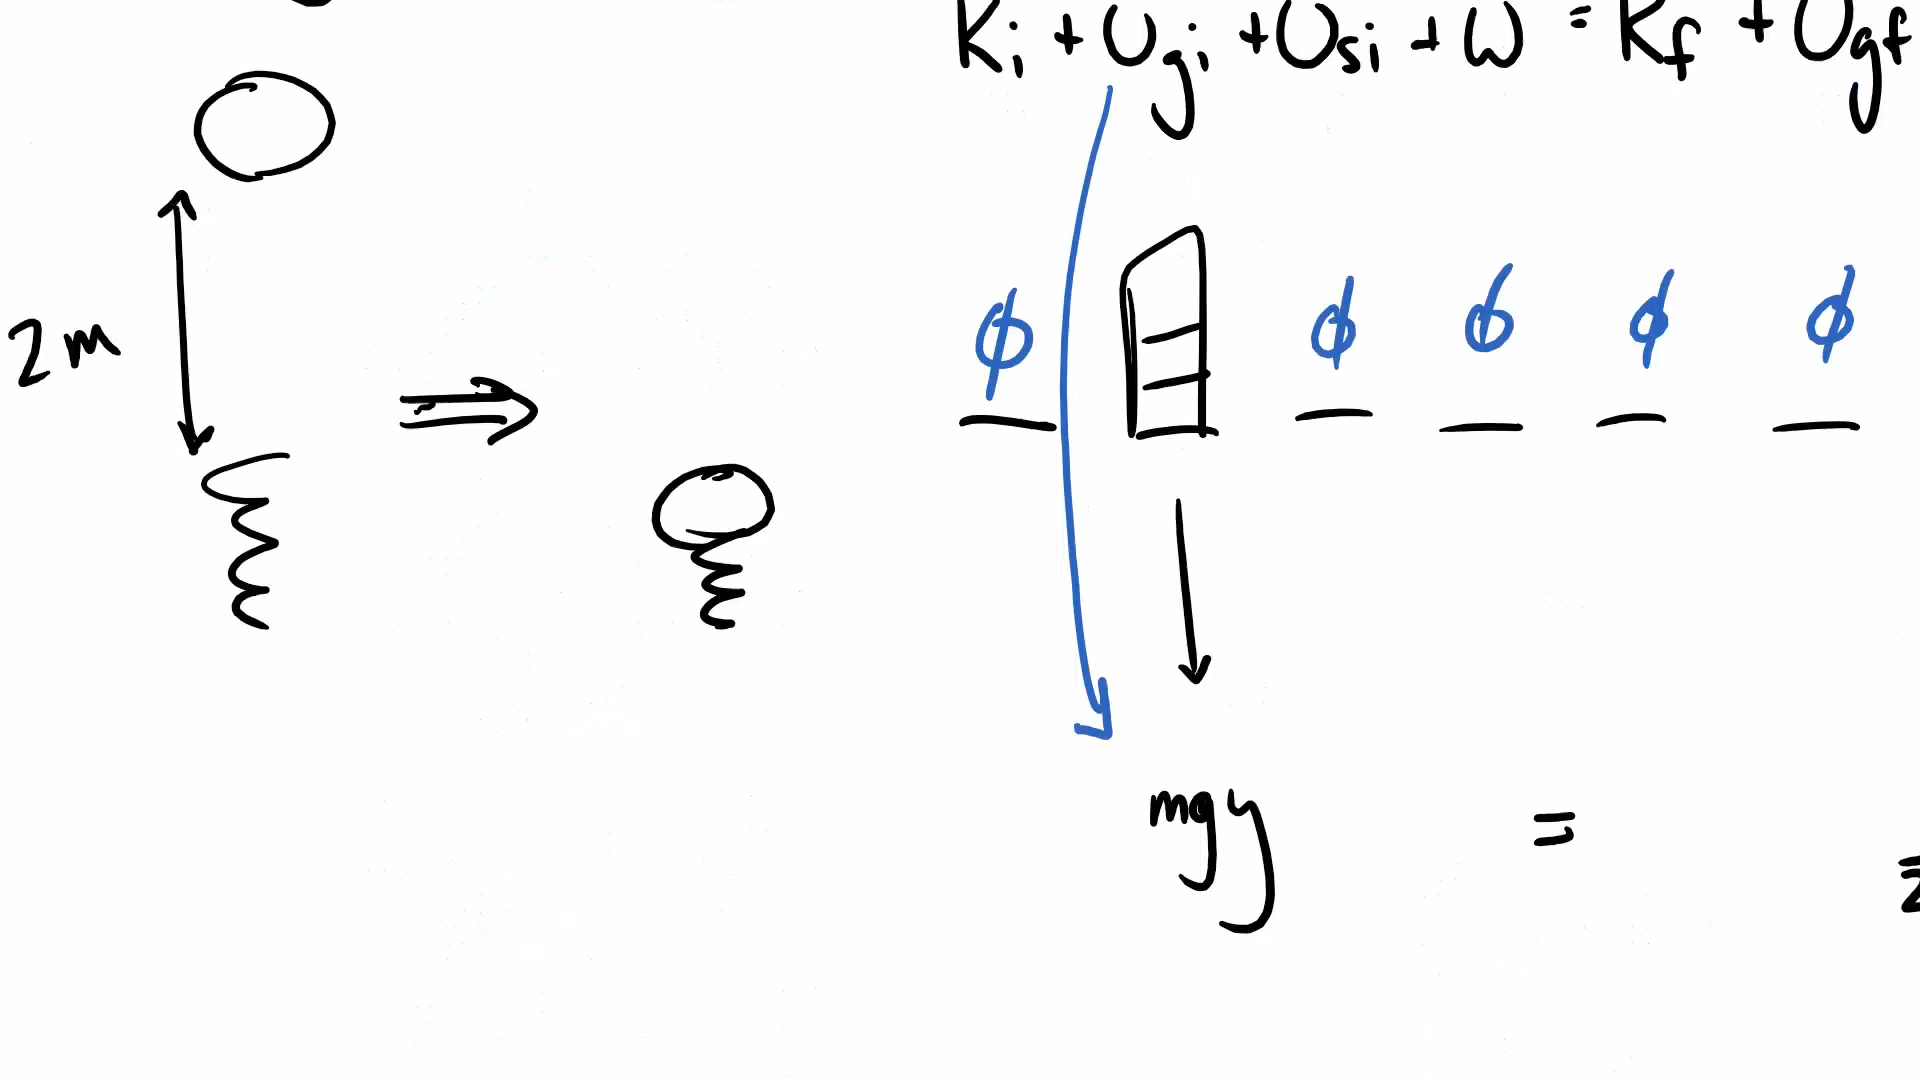 Ki + Ugi + Usi + W = Kf + Ugf
2m
ϕ ϕ ϕ ϕ ϕ
mgy =